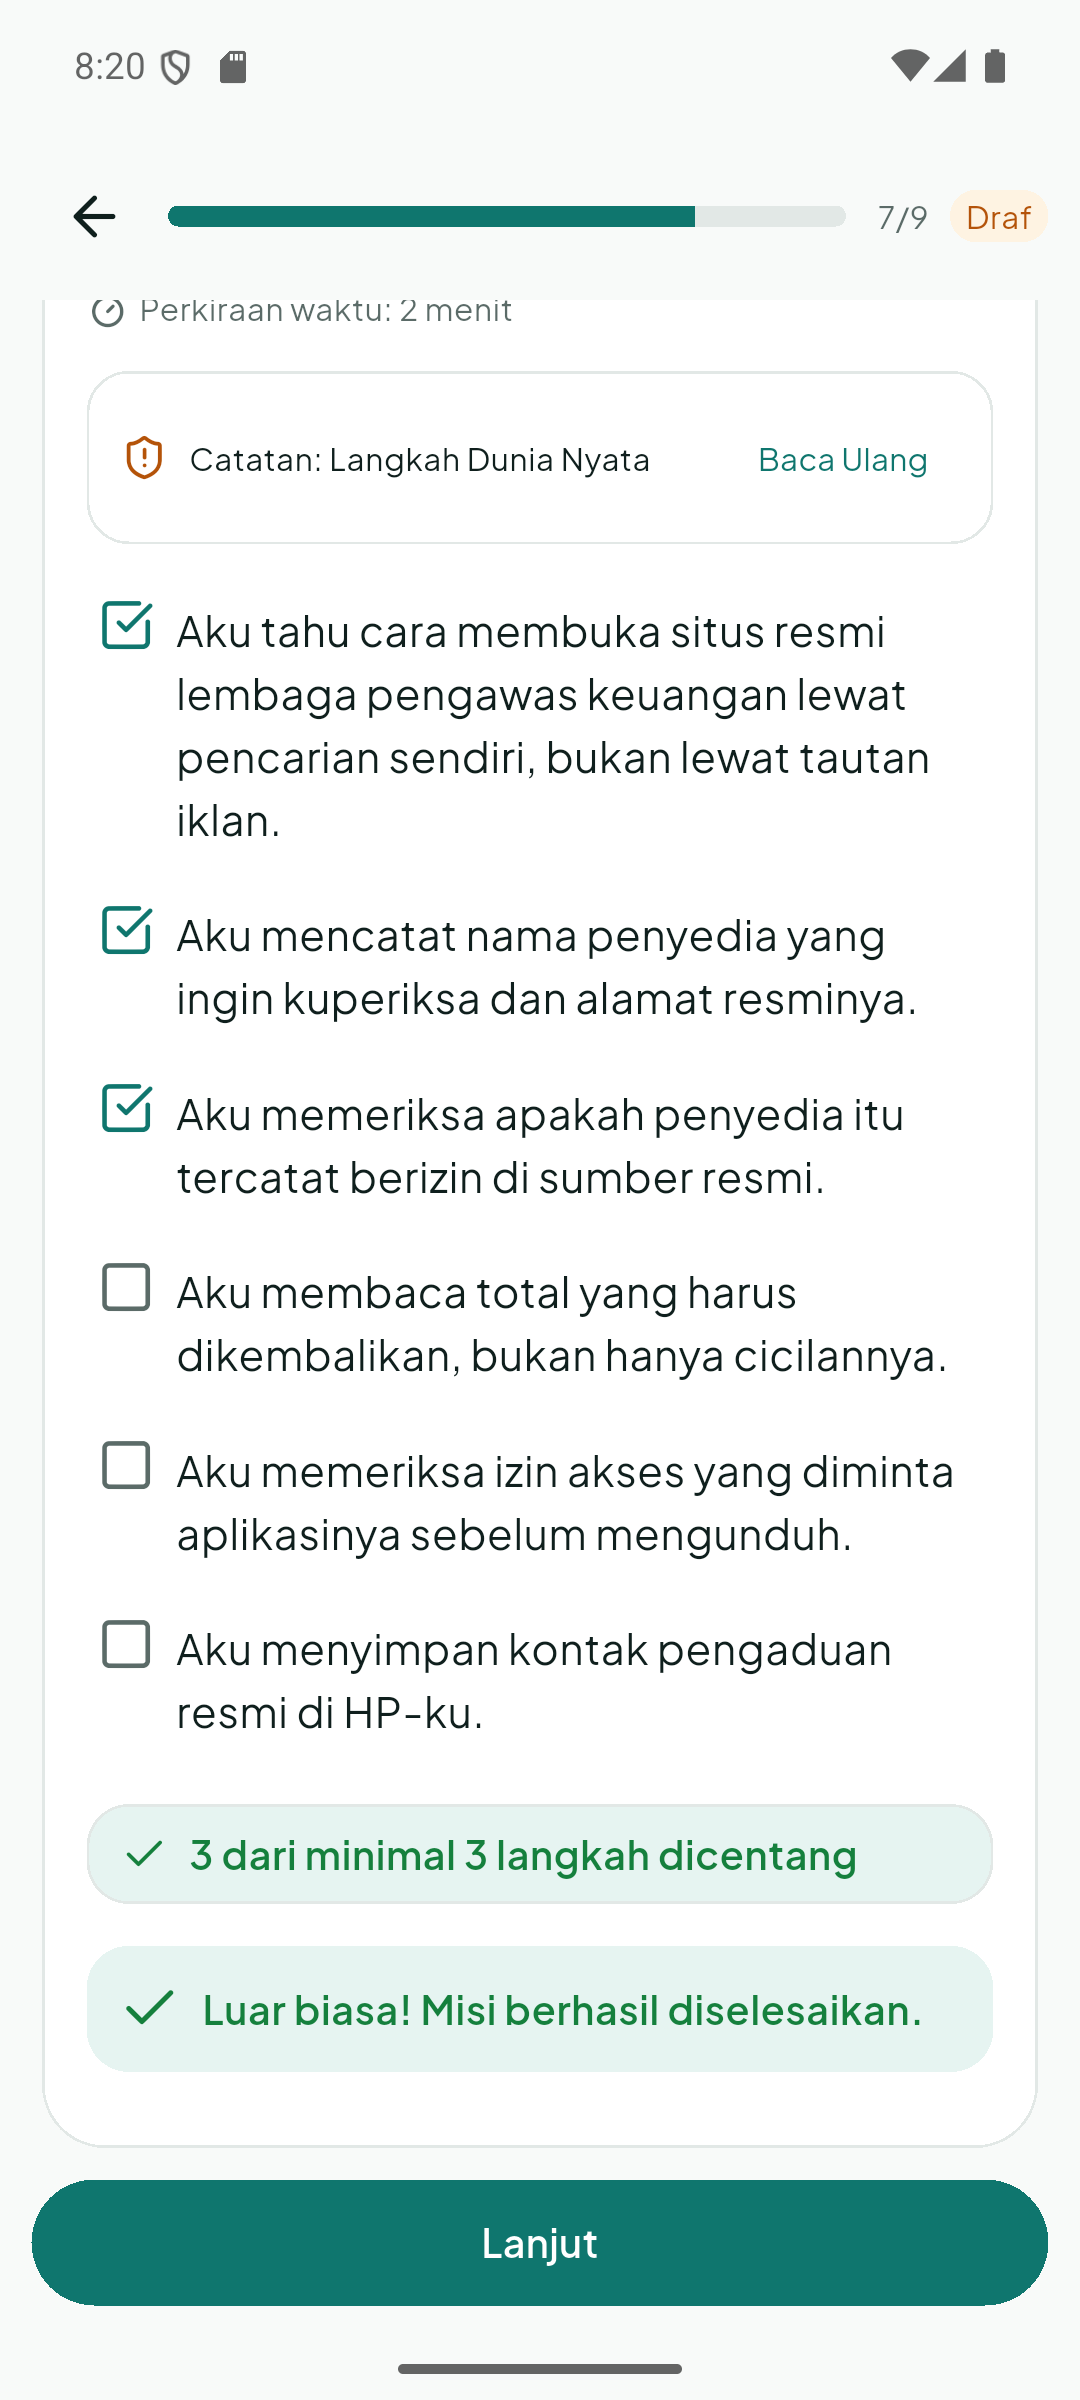 8:20
7/9
Draf
Perkiraan waktu: 2 menit
Catatan: Langkah Dunia Nyata
Baca Ulang
Aku tahu cara membuka situs resmi
lembaga pengawas keuangan lewat
pencarian sendiri, bukan lewat tautan
iklan.
Aku mencatat nama penyedia yang
ingin kuperiksa dan alamat resminya.
Aku memeriksa apakah penyedia itu
tercatat berizin di sumber resmi.
Aku membaca total yang harus
dikembalikan, bukan hanya cicilannya.
Aku memeriksa izin akses yang diminta
aplikasinya sebelum mengunduh.
Aku menyimpan kontak pengaduan
resmi di HP-ku.
3 dari minimal 3 langkah dicentang
Luar biasa! Misi berhasil diselesaikan.
Lanjut